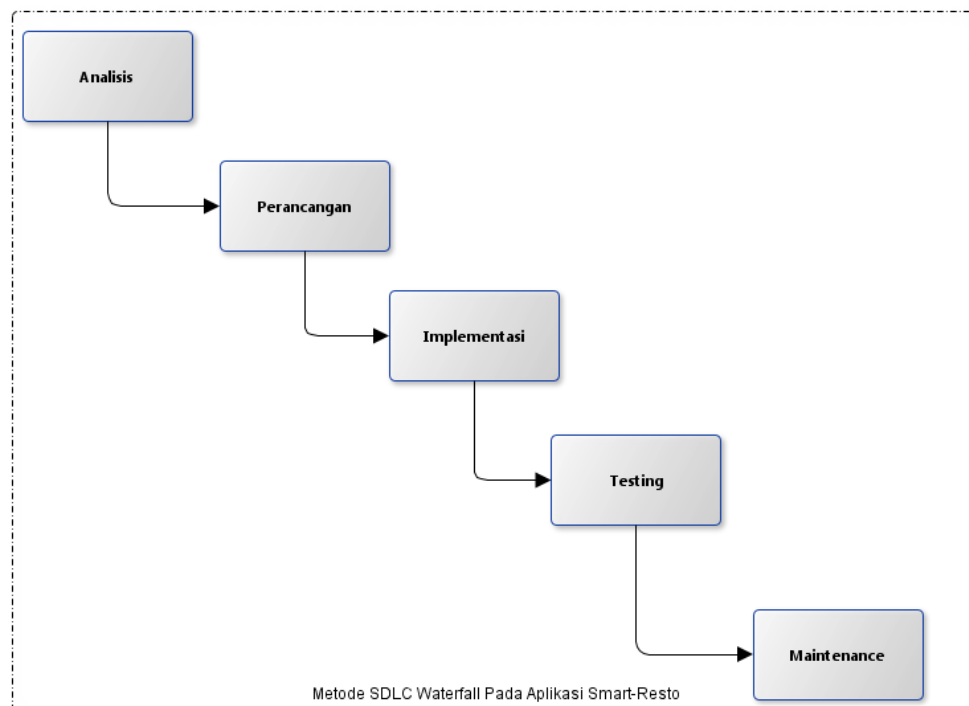 Analisis
Perancangan
Implementasi
Testing
Maintenance
Metode SDLC Waterfall Pada Aplikasi Smart-Resto